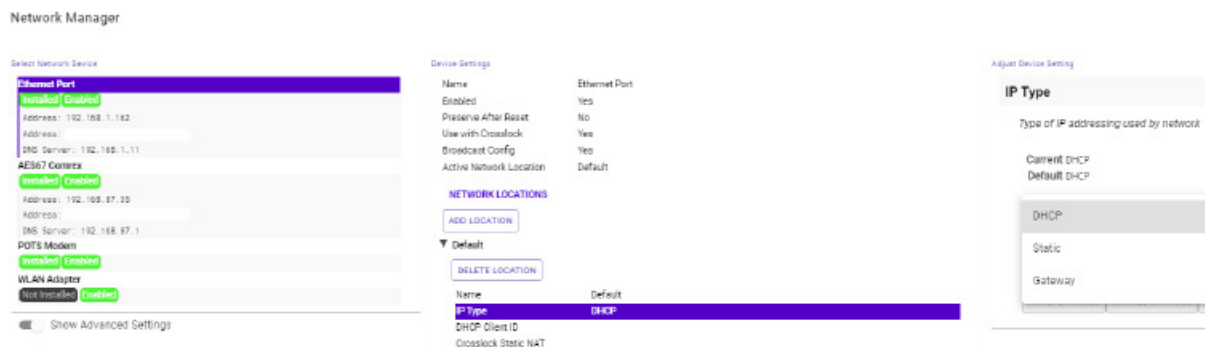 Network Manager
Select Network Device
Ethernet Port
Installed Enabled
Address: 192.168.1.162
Address:
DNS Server: 192.168.1.11
AES67 Comrex
Installed Enabled
Address: 192.168.87.35
Address:
DNS Server: 192.168.87.1
POTS Modem
Installed Enabled
WLAN Adapter
Not Installed Enabled
Show Advanced Settings
Device Settings
Name Ethernet Port
Enabled Yes
Preserve After Reset No
Use with Crosslock Yes
Broadcast Config Yes
Active Network Location Default
NETWORK LOCATIONS
ADD LOCATION
Default
DELETE LOCATION
Name Default
IP Type DHCP
DHCP Client ID
Crosslock Static NAT
Adjust Device Setting
IP Type
Type of IP addressing used by network
Current DHCP
Default DHCP
DHCP
Static
Gateway